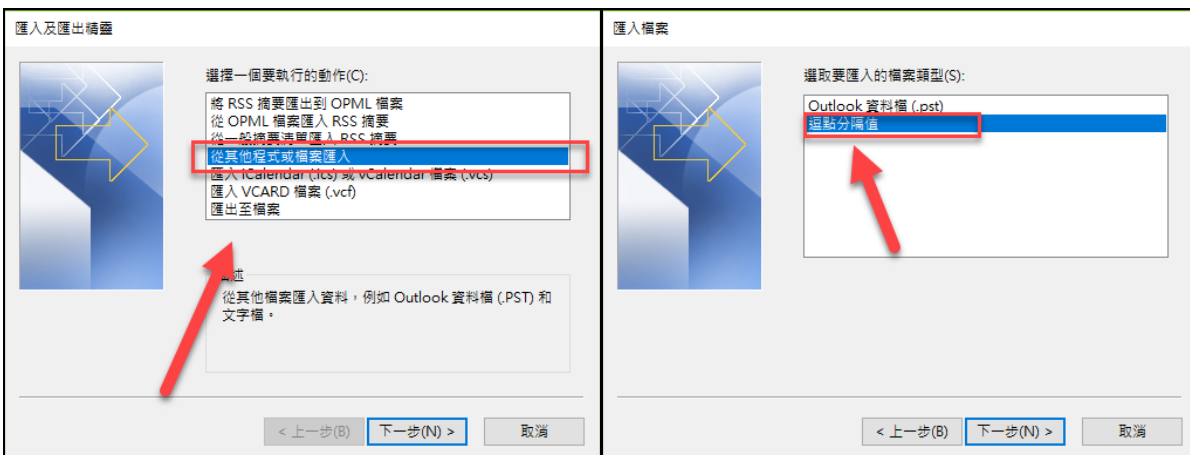 匯入及匯出精靈
選擇一個要執行的動作(C):
將 RSS 摘要匯出到 OPML 檔案
從 OPML 檔案匯入 RSS 摘要
從一般摘要清單匯入 RSS 摘要
從其他程式或檔案匯入
匯入 iCalendar (.ics) 或 vCalendar 檔案 (.vcs)
匯入 VCARD 檔案 (.vcf)
匯出至檔案
述
從其他檔案匯入資料，例如 Outlook 資料檔 (.PST) 和
文字檔。
< 上一步(B)
下一步(N) >
取消
匯入檔案
選取要匯入的檔案類型(S):
Outlook 資料檔 (.pst)
逗點分隔值
< 上一步(B)
下一步(N) >
取消